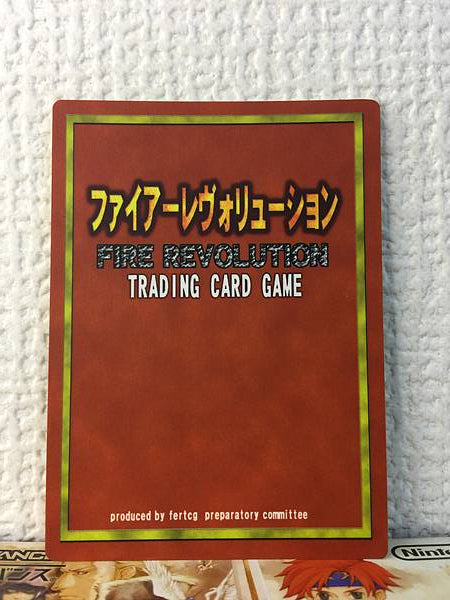 ファイアーレヴォリューション
FIRE REVOLUTION
TRADING CARD GAME
produced by fertcg preparatory committee